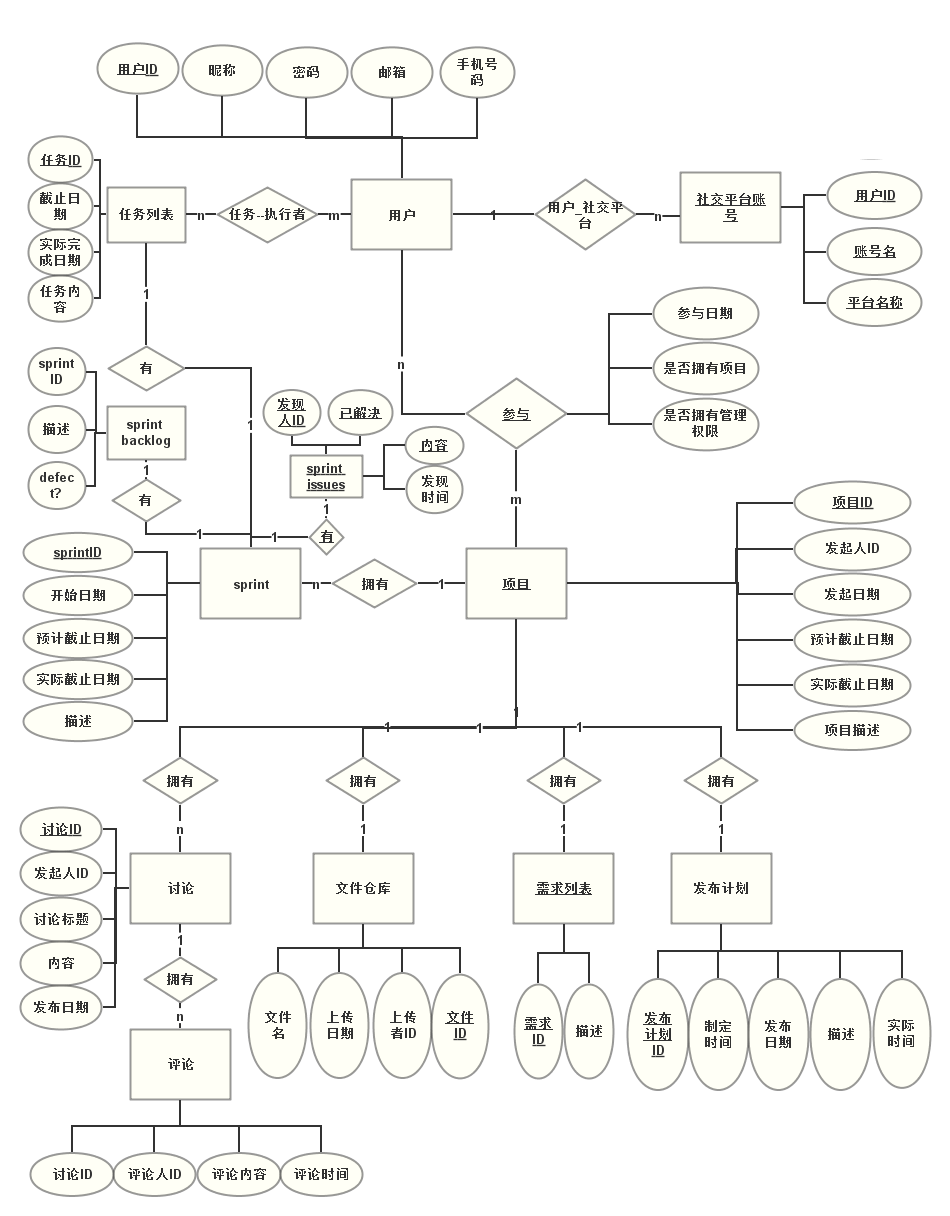 用户ID
昵称
密码
邮箱
手机号
码
任务ID
截止日
期
实际完
成日期
任务内
容
任务列表
n
任务--执行者
m
用户
1
用户_社交平
台
n
社交平台账
号
用户ID
账号名
平台名称
1
n
有
1
参与日期
是否拥有项目
是否拥有管理
权限
参与
m
sprint
ID
描述
defec
t?
sprint
backlog
1
有
1
发现
人ID
已解决
sprint
issues
内容
发现
时间
1
有
1
sprintID
开始日期
预计截止日期
实际截止日期
描述
sprint
n
拥有
1
项目
项目ID
发起人ID
发起日期
预计截止日期
实际截止日期
项目描述
1
1
1
1
拥有
拥有
拥有
拥有
n
1
1
1
讨论ID
发起人ID
讨论标题
内容
发布日期
讨论
文件仓库
需求列表
发布计划
1
拥有
n
评论
文件
名
上传
日期
上传
者ID
文件
ID
需求
ID
描述
发布
计划
ID
制定
时间
发布
日期
描述
实际
时间
讨论ID
评论人ID
评论内容
评论时间